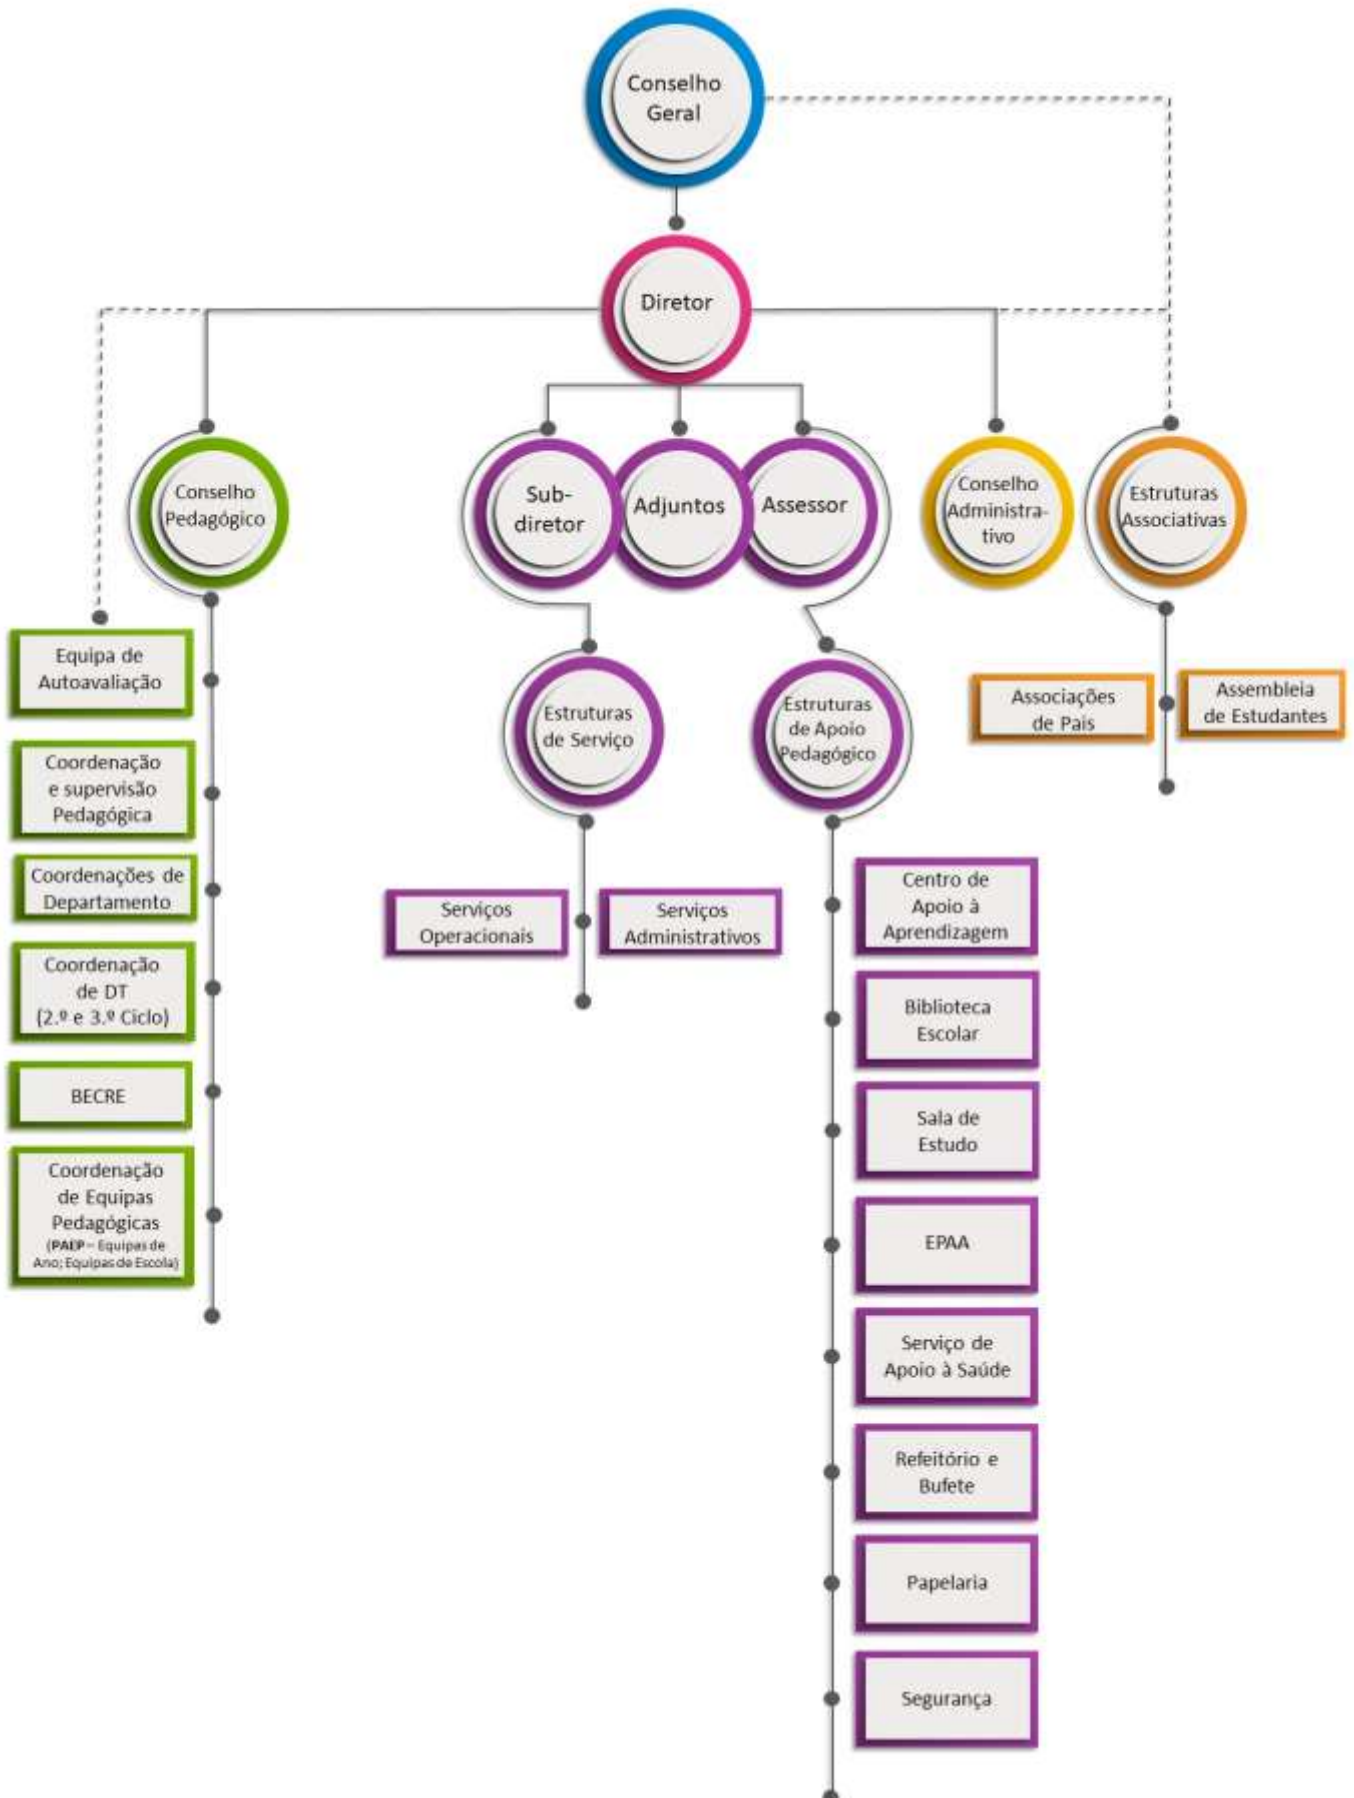 Conselho
Geral
Diretor
Conselho
Pedagógico
Sub-
diretor
Adjuntos
Assessor
Conselho
Administra-
tivo
Estruturas
Associativas
Equipa de
Autoavaliação
Coordenação
e supervisão
Pedagógica
Coordenações de
Departamento
Coordenação
de DT
(2.º e 3.º Ciclo)
BECRE
Coordenação
de Equipas
Pedagógicas
(PAEP – Equipas de
Ano; Equipas de Escola)
Estruturas
de Serviço
Serviços
Operacionais
Serviços
Administrativos
Estruturas
de Apoio
Pedagógico
Centro de
Apoio à
Aprendizagem
Biblioteca
Escolar
Sala de
Estudo
EPAA
Serviço de
Apoio à Saúde
Refeitório e
Bufete
Papelaria
Segurança
Associações
de Pais
Assembleia
de Estudantes